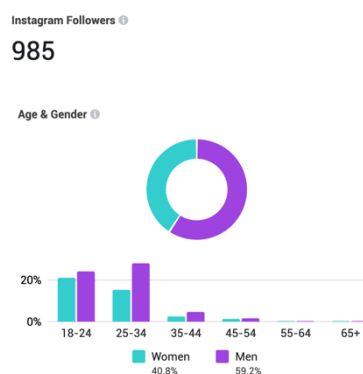 Instagram Followers
985
Age & Gender
20%
0%
18-24 25-34 35-44 45-54 55-64 65+
Women Men
40.8% 59.2%